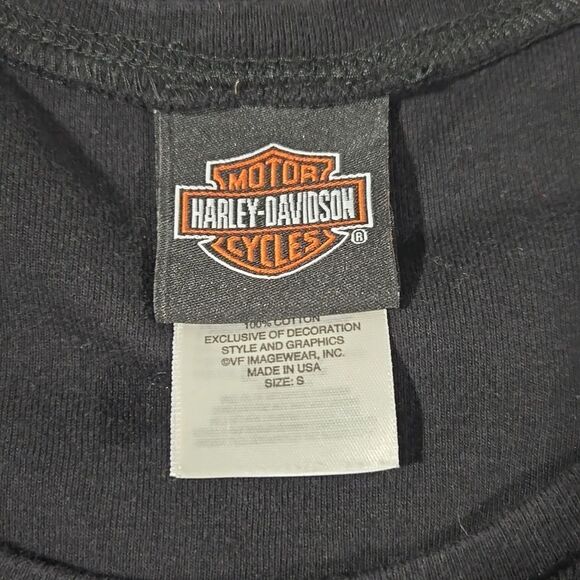 MOTOR
HARLEY-DAVIDSON
CYCLES
®
100% COTTON
EXCLUSIVE OF DECORATION
STYLE AND GRAPHICS
©VF IMAGEWEAR, INC.
MADE IN USA
SIZE: S